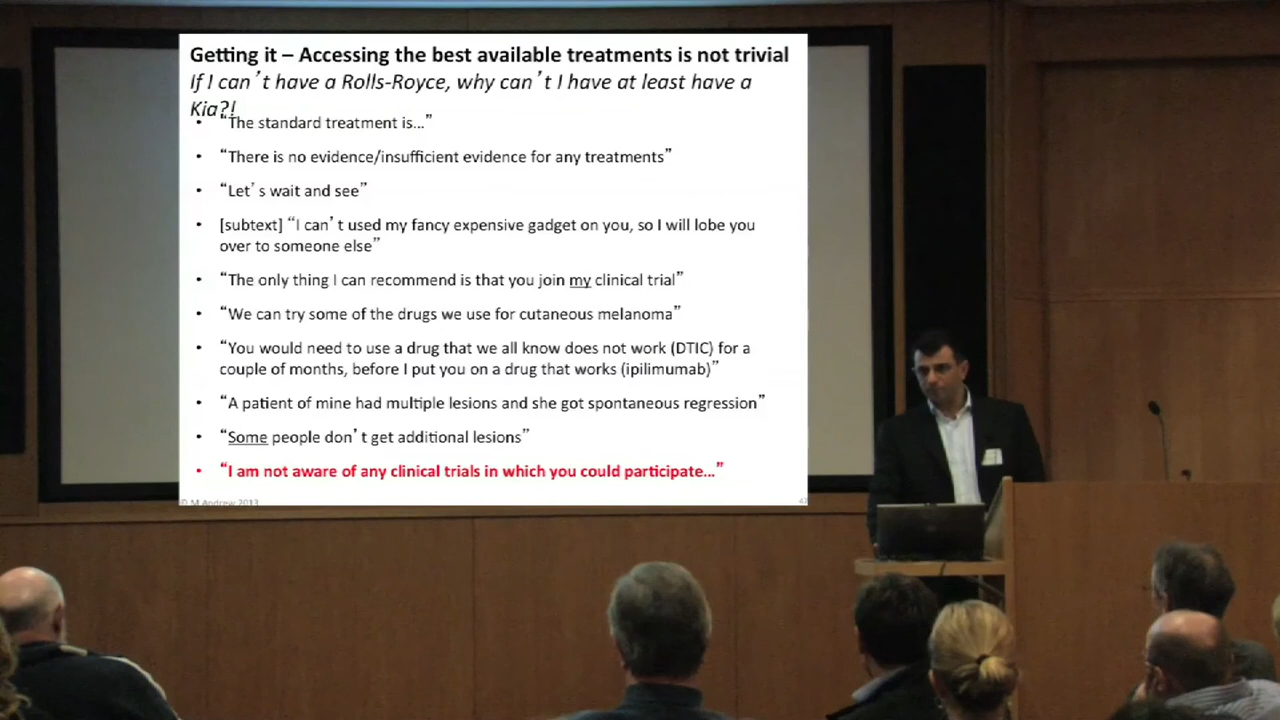 Getting it – Accessing the best available treatments is not trivial
If I can't have a Rolls-Royce, why can't I have at least have a
Kia?!
• “The standard treatment is…”
• “There is no evidence/insufficient evidence for any treatments”
• “Let's wait and see”
• [subtext] “I can't used my fancy expensive gadget on you, so I will lobe you
over to someone else”
• “The only thing I can recommend is that you join my clinical trial”
• “We can try some of the drugs we use for cutaneous melanoma”
• “You would need to use a drug that we all know does not work (DTIC) for a
couple of months, before I put you on a drug that works (ipilimumab)”
• “A patient of mine had multiple lesions and she got spontaneous regression”
• “Some people don't get additional lesions”
• “I am not aware of any clinical trials in which you could participate…”
© M Andrew 2013